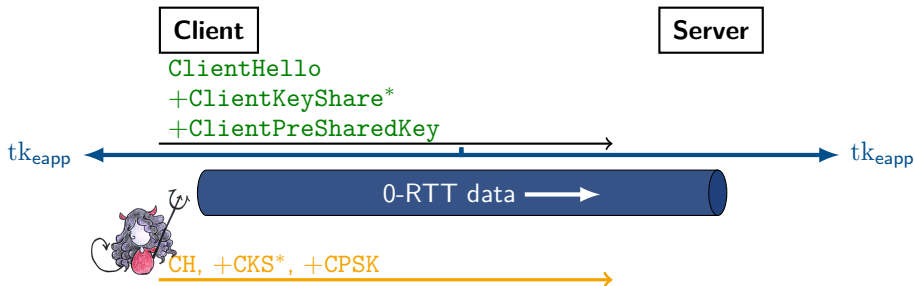 Client Server
ClientHello
+ClientKeyShare*
+ClientPreSharedKey
tk_eapp tk_eapp
0-RTT data
CH, +CKS*, +CPSK